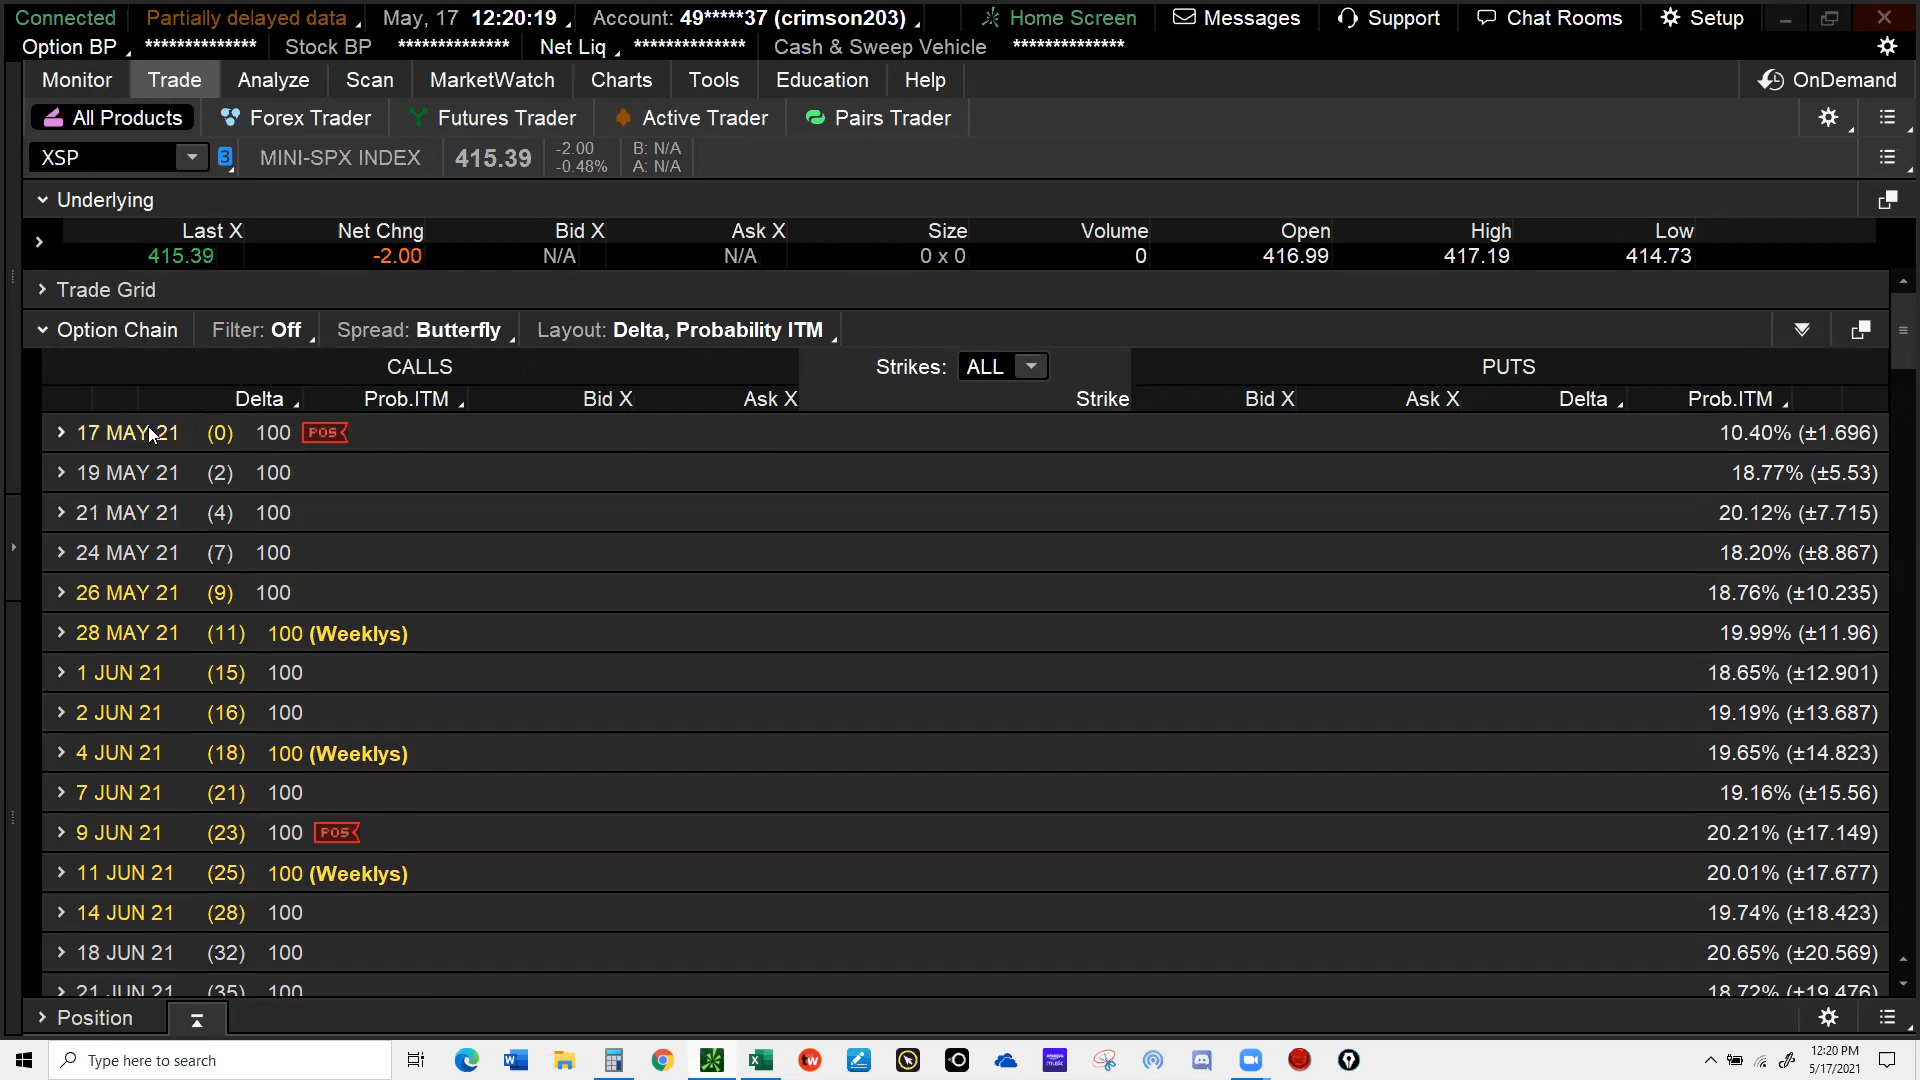 Connected Partially delayed data May, 17 12:20:19 Account: 49*****37 (crimson203) Home Screen Messages Support Chat Rooms Setup
Option BP ************** Stock BP ************** Net Liq ************** Cash & Sweep Vehicle **************
Monitor Trade Analyze Scan MarketWatch Charts Tools Education Help OnDemand
All Products Forex Trader Futures Trader Active Trader Pairs Trader
XSP 3 MINI-SPX INDEX 415.39 -2.00 B: N/A
-0.48% A: N/A
Underlying
Last X Net Chng Bid X Ask X Size Volume Open High Low
415.39 -2.00 N/A N/A 0 x 0 0 416.99 417.19 414.73
Trade Grid
Option Chain Filter: Off Spread: Butterfly Layout: Delta, Probability ITM
CALLS Strikes: ALL PUTS
Delta Prob.ITM Bid X Ask X Strike Bid X Ask X Delta Prob.ITM
17 MAY 21 (0) 100 POS 10.40% (±1.696)
19 MAY 21 (2) 100 18.77% (±5.53)
21 MAY 21 (4) 100 20.12% (±7.715)
24 MAY 21 (7) 100 18.20% (±8.867)
26 MAY 21 (9) 100 18.76% (±10.235)
28 MAY 21 (11) 100 (Weeklys) 19.99% (±11.96)
1 JUN 21 (15) 100 18.65% (±12.901)
2 JUN 21 (16) 100 19.19% (±13.687)
4 JUN 21 (18) 100 (Weeklys) 19.65% (±14.823)
7 JUN 21 (21) 100 19.16% (±15.56)
9 JUN 21 (23) 100 POS 20.21% (±17.149)
11 JUN 21 (25) 100 (Weeklys) 20.01% (±17.677)
14 JUN 21 (28) 100 19.74% (±18.423)
18 JUN 21 (32) 100 20.65% (±20.569)
21 JUN 21 (35) 100 18.72% (±19.476)
Position
Type here to search tw 12:20 PM
5/17/2021